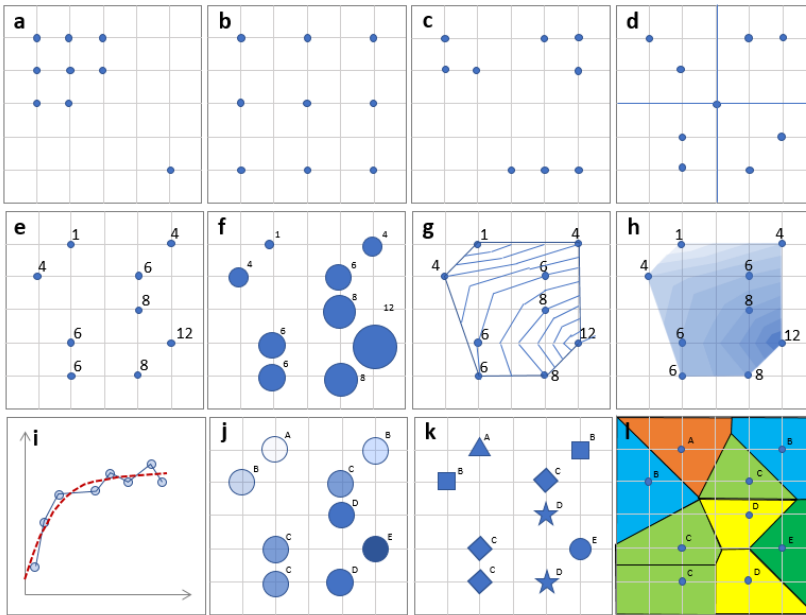 a b c d
e 1 4 4 6 8 6 12 6 8
f 1 4 4 6 8 12 6 6 8
g 1 4 4 6 8 6 12 6 8
h 1 4 4 6 8 6 12 6 8
i
j A B B C D C E C D
k A B B C D C E C D
l A B B C D C E C D